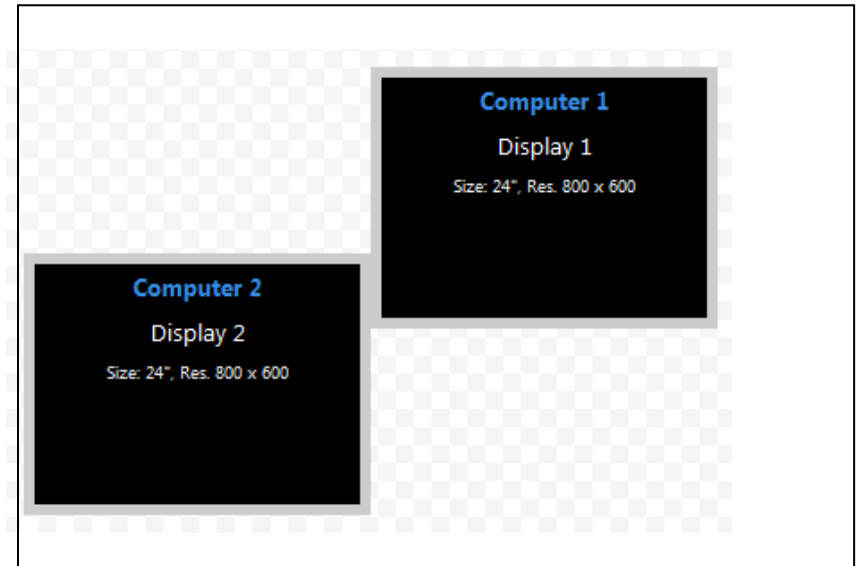 Computer 1
Display 1
Size: 24", Res. 800 x 600
Computer 2
Display 2
Size: 24", Res. 800 x 600